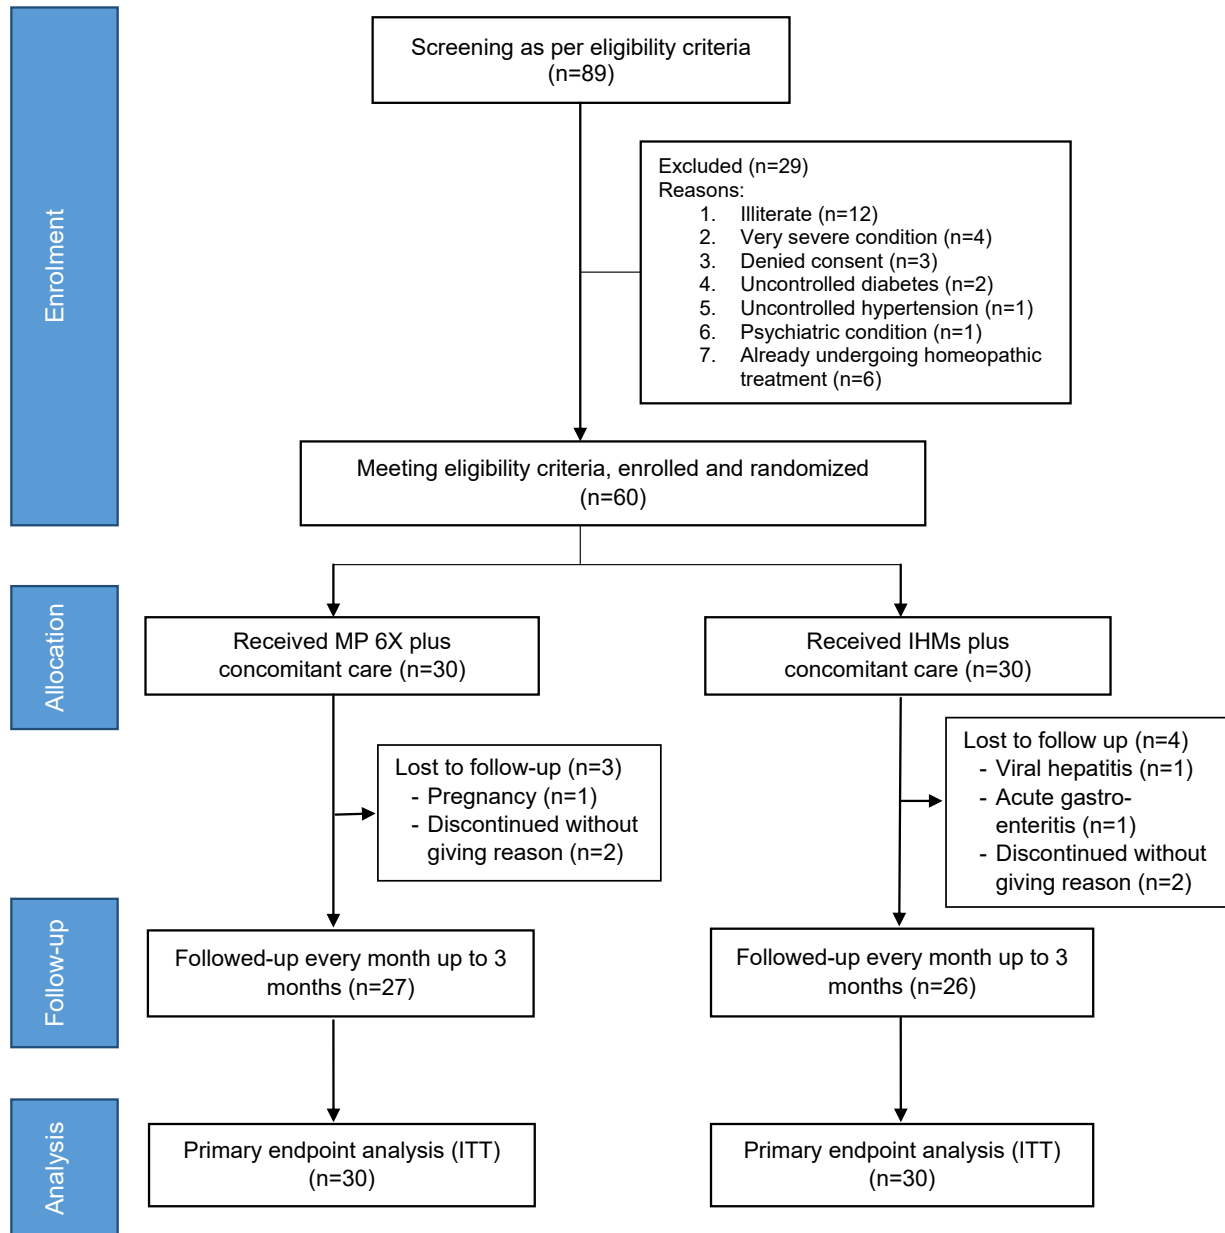 Enrolment
Screening as per eligibility criteria
(n=89)
Excluded (n=29)
Reasons:
1. Illiterate (n=12)
2. Very severe condition (n=4)
3. Denied consent (n=3)
4. Uncontrolled diabetes (n=2)
5. Uncontrolled hypertension (n=1)
6. Psychiatric condition (n=1)
7. Already undergoing homeopathic
treatment (n=6)
Meeting eligibility criteria, enrolled and randomized
(n=60)
Allocation
Received MP 6X plus
concomitant care (n=30)
Received IHMs plus
concomitant care (n=30)
Lost to follow-up (n=3)
- Pregnancy (n=1)
- Discontinued without
giving reason (n=2)
Lost to follow up (n=4)
- Viral hepatitis (n=1)
- Acute gastro-
enteritis (n=1)
- Discontinued without
giving reason (n=2)
Follow-up
Followed-up every month up to 3
months (n=27)
Followed-up every month up to 3
months (n=26)
Analysis
Primary endpoint analysis (ITT)
(n=30)
Primary endpoint analysis (ITT)
(n=30)